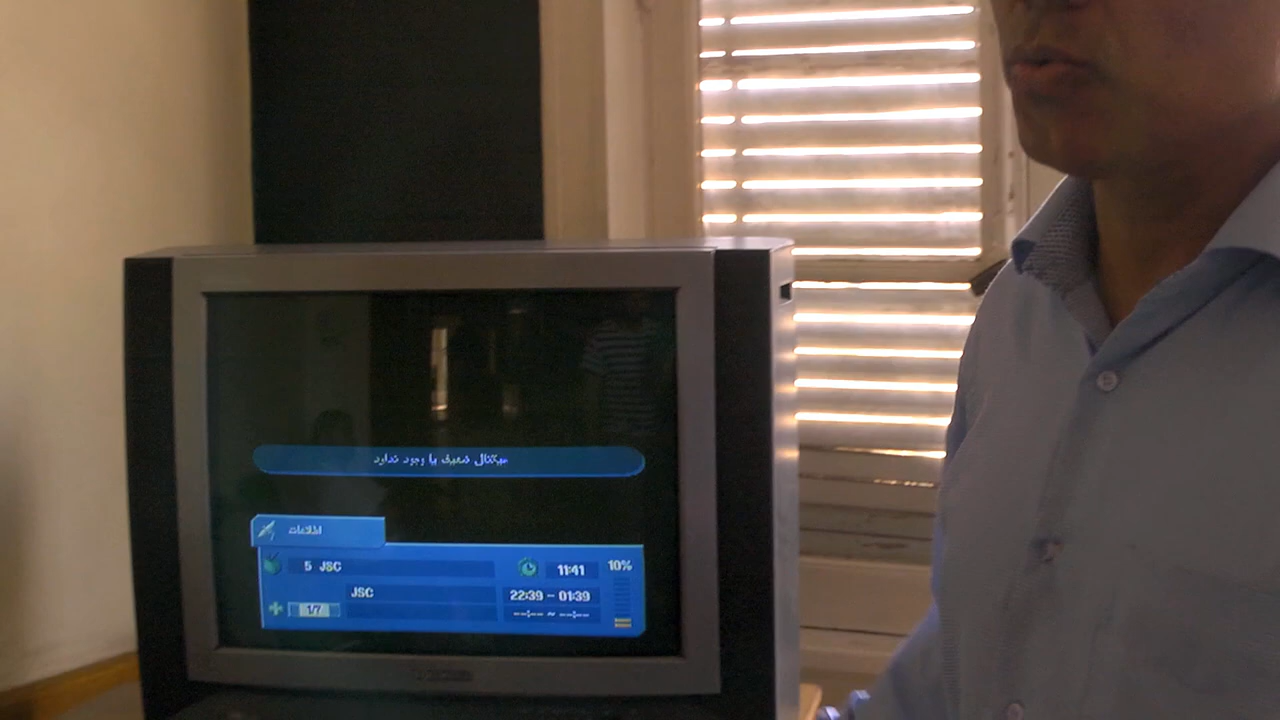 سیگنال ضعیف یا وجود ندارد
اطلاعات
5 JSC 11:41 10%
JSC 22:39 - 01:39
1/7 --:-- ~ --:--